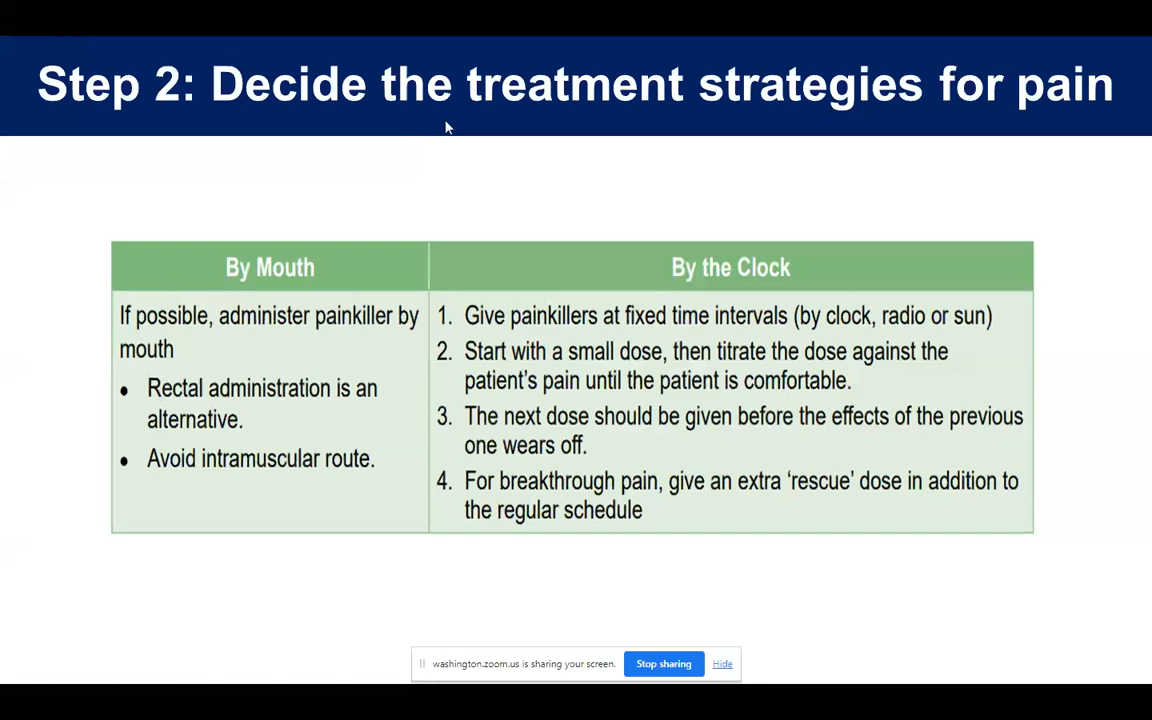 Step 2: Decide the treatment strategies for pain
By Mouth
If possible, administer painkiller by
mouth
• Rectal administration is an
alternative.
• Avoid intramuscular route.
By the Clock
1. Give painkillers at fixed time intervals (by clock, radio or sun)
2. Start with a small dose, then titrate the dose against the
patient's pain until the patient is comfortable.
3. The next dose should be given before the effects of the previous
one wears off.
4. For breakthrough pain, give an extra ‘rescue’ dose in addition to
the regular schedule
washington.zoom.us is sharing your screen. Stop sharing Hide